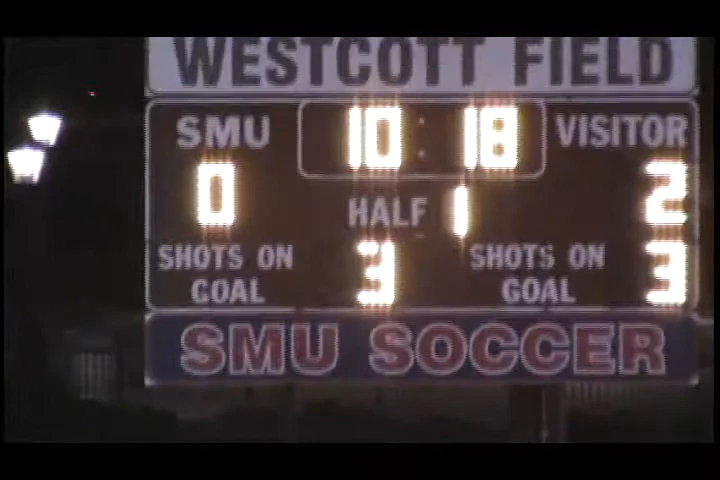 WESTCOTT FIELD
SMU 10:18 VISITOR
0 HALF 1 2
SHOTS ON GOAL 3 SHOTS ON GOAL 3
SMU SOCCER